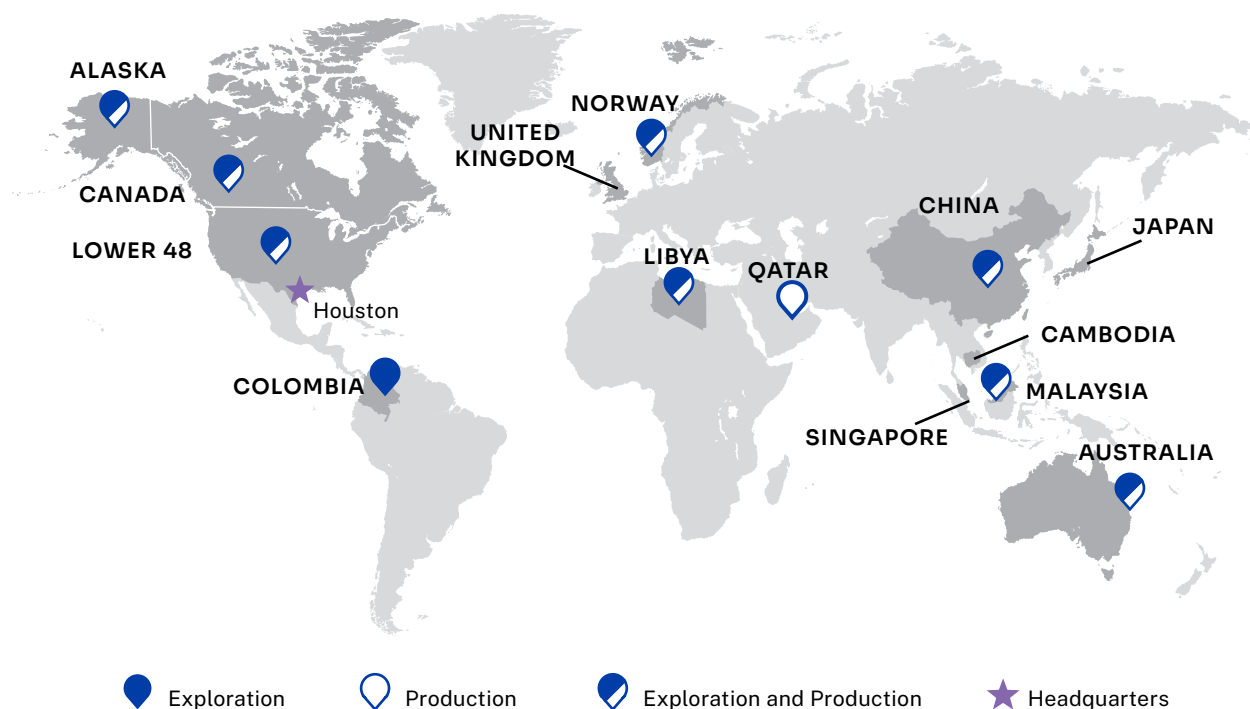 ALASKA
NORWAY
UNITED
KINGDOM
CANADA
CHINA
JAPAN
LOWER 48
LIBYA
QATAR
Houston
CAMBODIA
COLOMBIA
MALAYSIA
SINGAPORE
AUSTRALIA
Exploration
Production
Exploration and Production
Headquarters